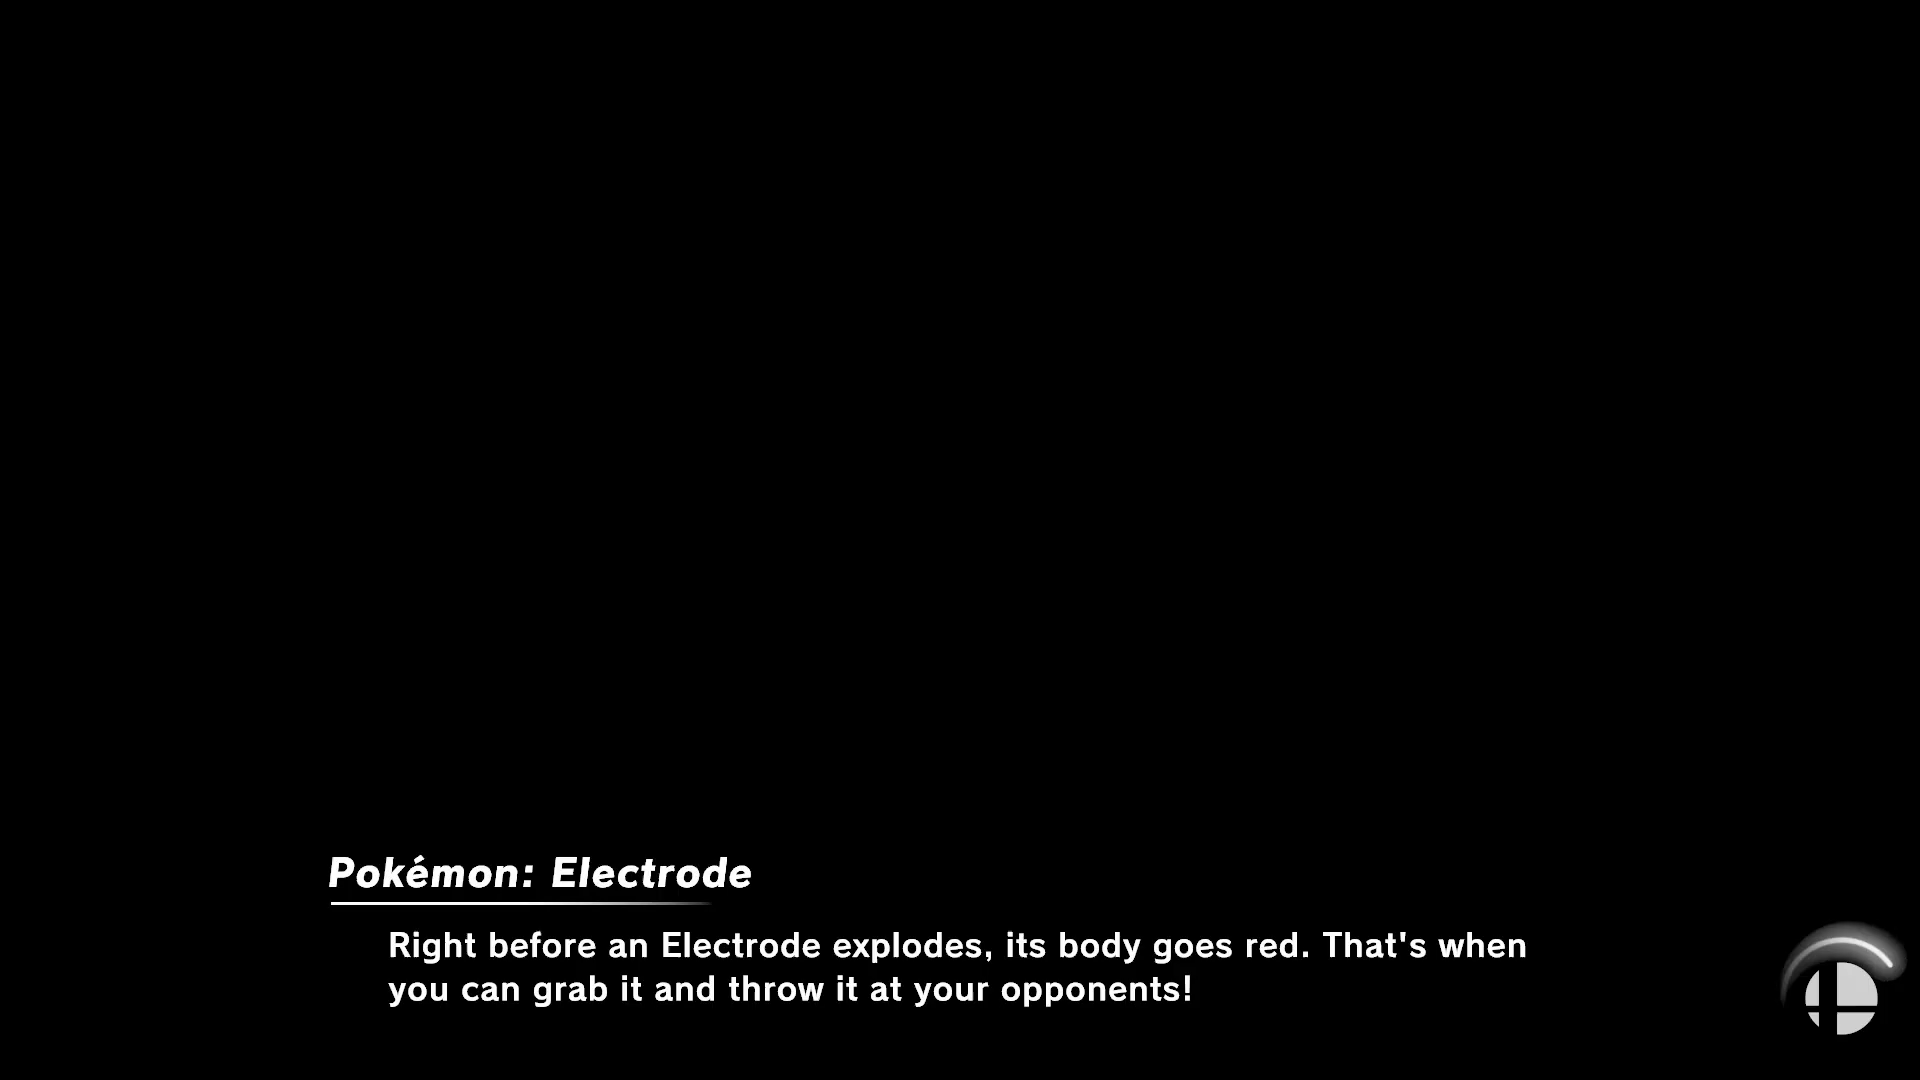 Pokémon: Electrode
Right before an Electrode explodes, its body goes red. That's when
you can grab it and throw it at your opponents!